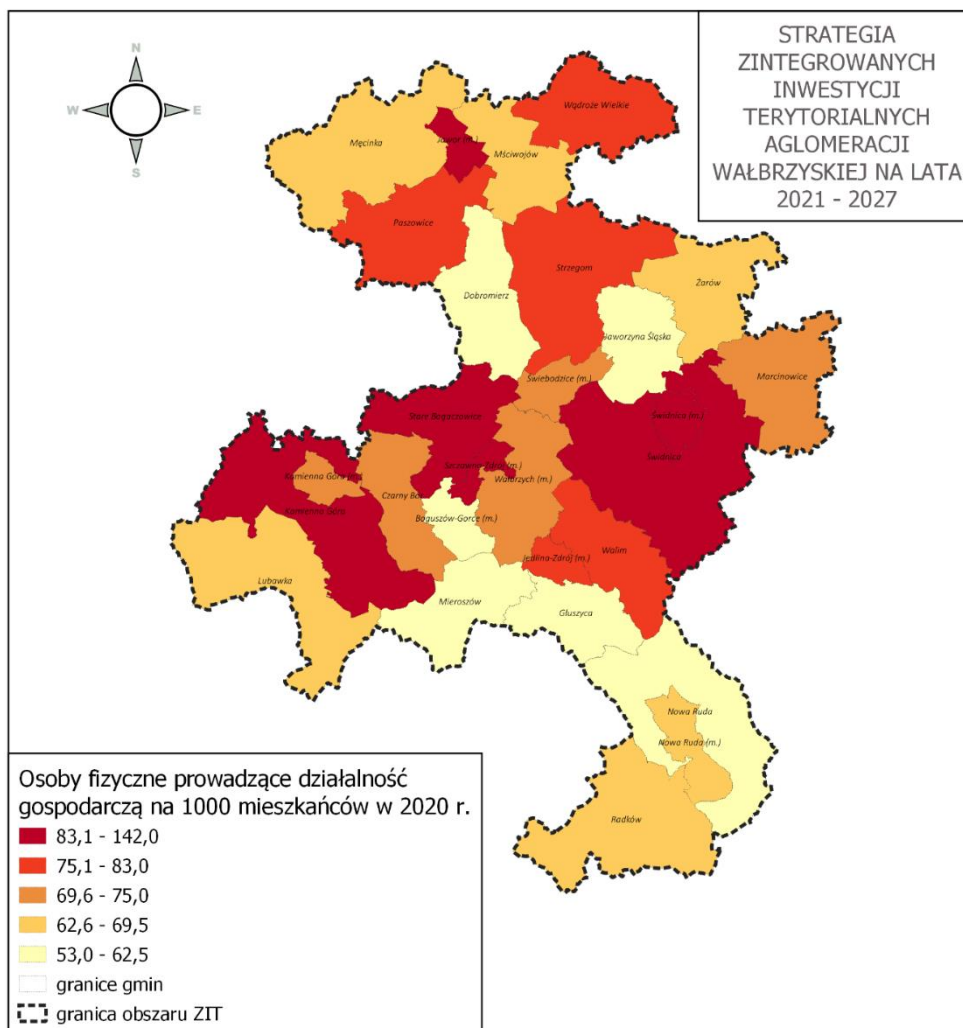 STRATEGIA
ZINTEGROWANYCH
INWESTYCJI
TERYTORIALNYCH
AGLOMERACJI
WAŁBRZYSKIEJ NA LATA
2021 - 2027
N
W
E
S
Wądroże Wielkie
Męcinka
Jawor (m.)
Mściwojów
Paszowice
Strzegom
Dobromierz
Żarów
Jaworzyna Śląska
Marcinowice
Świebodzice (m.)
Stare Bogaczowice
Świdnica (m.)
Świdnica
Szczawno-Zdrój (m.)
Kamienna Góra (m.)
Wałbrzych (m.)
Czarny Bór
Kamienna Góra
Boguszów-Gorce (m.)
Walim
Jedlina-Zdrój (m.)
Lubawka
Mieroszów
Głuszyca
Nowa Ruda
Nowa Ruda (m.)
Radków
Osoby fizyczne prowadzące działalność
gospodarczą na 1000 mieszkańców w 2020 r.
83,1 - 142,0
75,1 - 83,0
69,6 - 75,0
62,6 - 69,5
53,0 - 62,5
granice gmin
granica obszaru ZIT